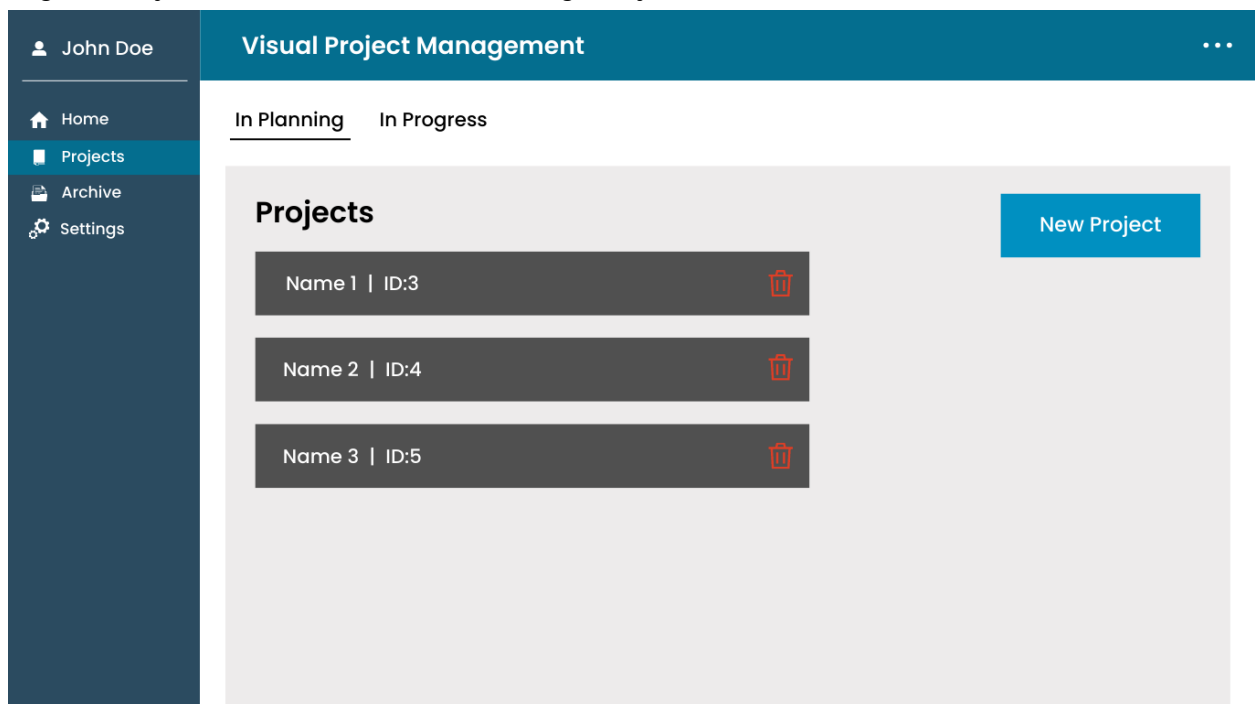 John Doe
Visual Project Management
Home
Projects
Archive
Settings
In Planning
In Progress
Projects
New Project
Name 1 | ID:3
Name 2 | ID:4
Name 3 | ID:5